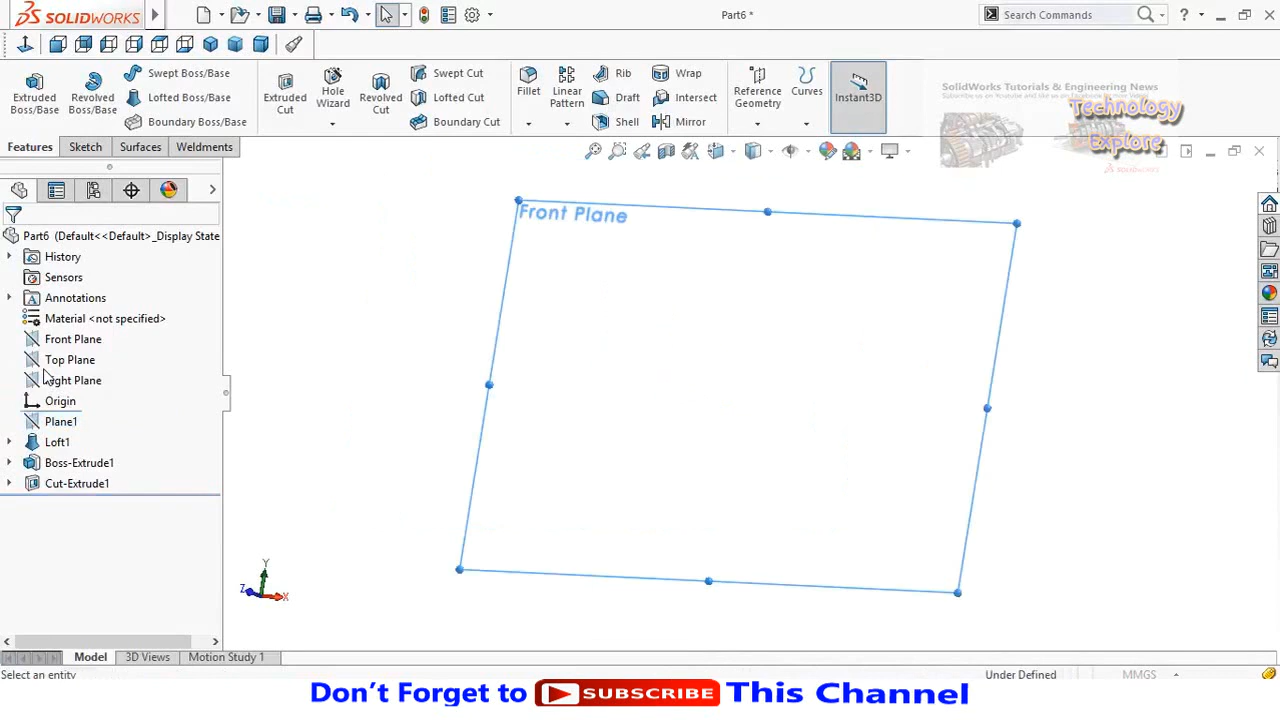 SOLIDWORKS
Part6 *
Search Commands
?
Extruded Boss/Base
Revolved Boss/Base
Swept Boss/Base
Lofted Boss/Base
Boundary Boss/Base
Extruded Cut
Hole Wizard
Revolved Cut
Swept Cut
Lofted Cut
Boundary Cut
Fillet
Linear Pattern
Rib
Draft
Shell
Wrap
Intersect
Mirror
Reference Geometry
Curves
Instant3D
SolidWorks Tutorials & Engineering News
Technology
Explore
SOLIDWORKS
Features
Sketch
Surfaces
Weldments
Part6 (Default<<Default>_Display State
History
Sensors
Annotations
Material <not specified>
Front Plane
Top Plane
ight Plane
Origin
Plane1
Loft1
Boss-Extrude1
Cut-Extrude1
Front Plane
Y
Z
X
Model
3D Views
Motion Study 1
Select an entity
Under Defined
MMGS
Don't Forget to SUBSCRIBE This Channel